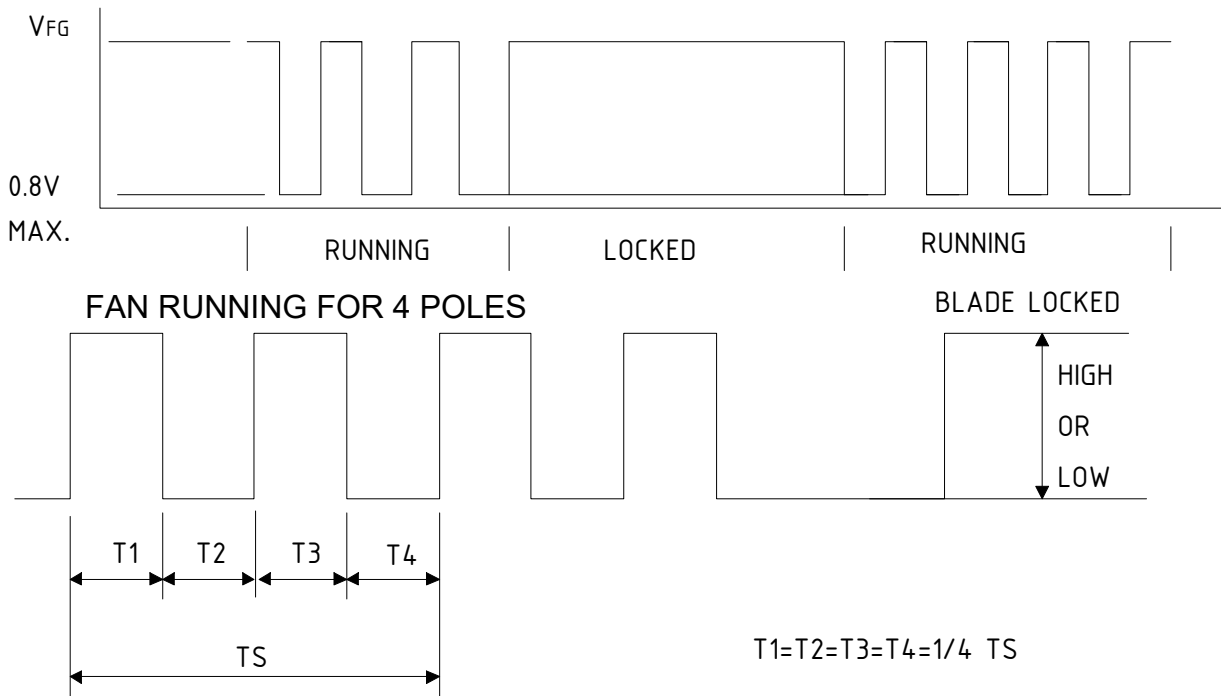 VFG
0.8V
MAX.
RUNNING
LOCKED
RUNNING
FAN RUNNING FOR 4 POLES
BLADE LOCKED
HIGH
OR
LOW
T1
T2
T3
T4
TS
T1=T2=T3=T4=1/4 TS